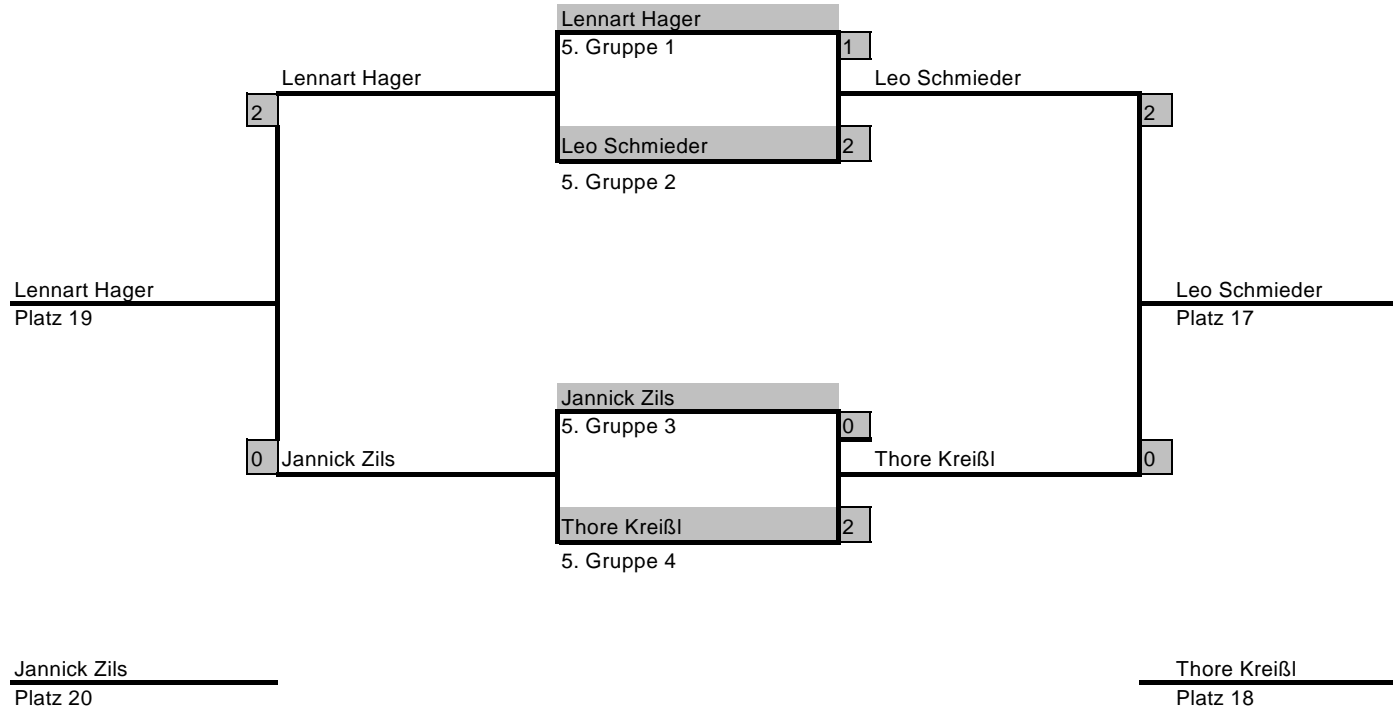 Lennart Hager
5. Gruppe 1 1
Lennart Hager Leo Schmieder
2 2
Leo Schmieder 2
5. Gruppe 2
Lennart Hager Leo Schmieder
Platz 19 Platz 17
Jannick Zils
5. Gruppe 3 0
0 Jannick Zils Thore Kreißl 0
Thore Kreißl 2
5. Gruppe 4
Jannick Zils Thore Kreißl
Platz 20 Platz 18